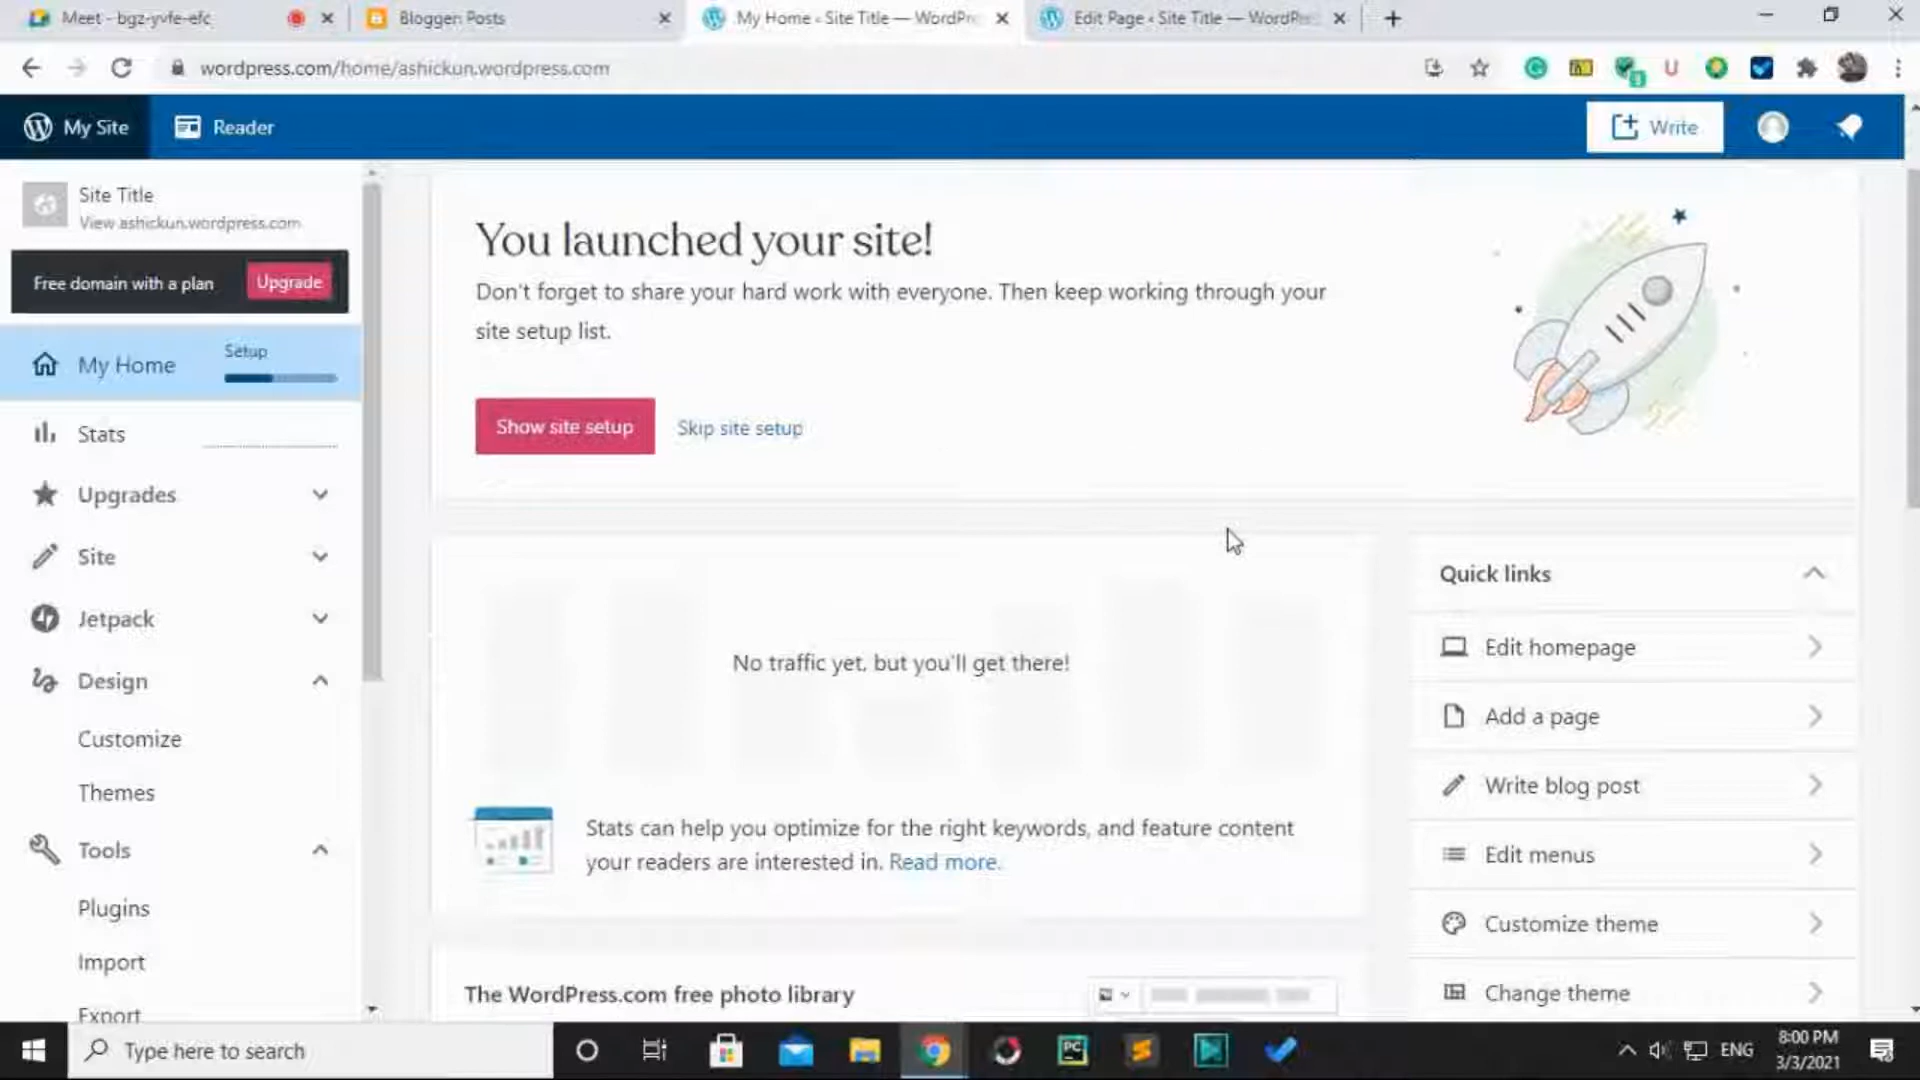 Meet - bgz-yvfe-efc
Blogger: Posts
My Home ‹ Site Title — WordPre
Edit Page ‹ Site Title — WordPre
wordpress.com/home/ashickun.wordpress.com
My Site
Reader
Write
Site Title
View ashickun.wordpress.com
Free domain with a plan
Upgrade
My Home
Setup
Stats
Upgrades
Site
Jetpack
Design
Customize
Themes
Tools
Plugins
Import
Export
You launched your site!
Don't forget to share your hard work with everyone. Then keep working through your
site setup list.
Show site setup
Skip site setup
No traffic yet, but you'll get there!
Stats can help you optimize for the right keywords, and feature content
your readers are interested in. Read more.
The WordPress.com free photo library
Quick links
Edit homepage
Add a page
Write blog post
Edit menus
Customize theme
Change theme
Type here to search
PC
ENG
8:00 PM
3/3/2021